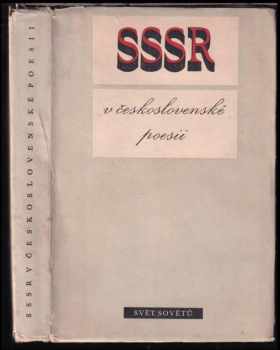 SSSR V ČESKOSLOVENSKÉ POESII
SSSR
v československé
poesii
SVĚT SOVĚTŮ